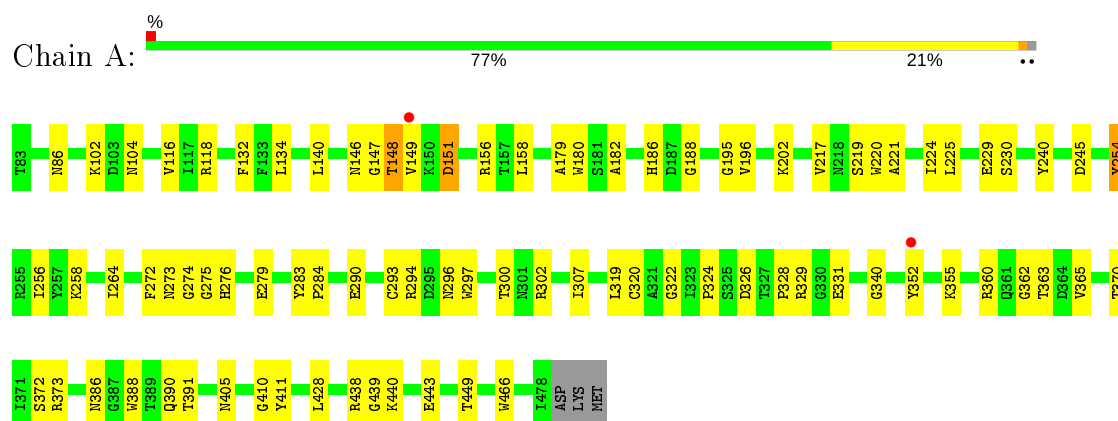 %
Chain A:
77%
21%
••
T83 N86 K102 D103 N104 V116 I117 R118 F132 F133 L134 L140 N146 G147 T148 V149 K150 D151 R156 T157 L158 A179 W180 S181 A182 H186 D187 G188 G195 V196 K202 V217 N218 S219 W220 A221 I224 L225 E229 S230 Y240 D245 Y254
R255 I256 Y257 K258 I264 F272 N273 G274 G275 H276 E279 Y283 P284 E290 C293 R294 D295 N296 W297 T300 N301 R302 I307 L319 C320 A321 G322 I323 P324 S325 D326 T327 P328 R329 G330 E331 G340 Y352 K355 R360 Q361 G362 T363 D364 V365 T370
I371 S372 R373 N386 G387 W388 T389 Q390 T391 N405 G410 Y411 L428 R438 G439 K440 E443 T449 W466 I478 ASP LYS MET